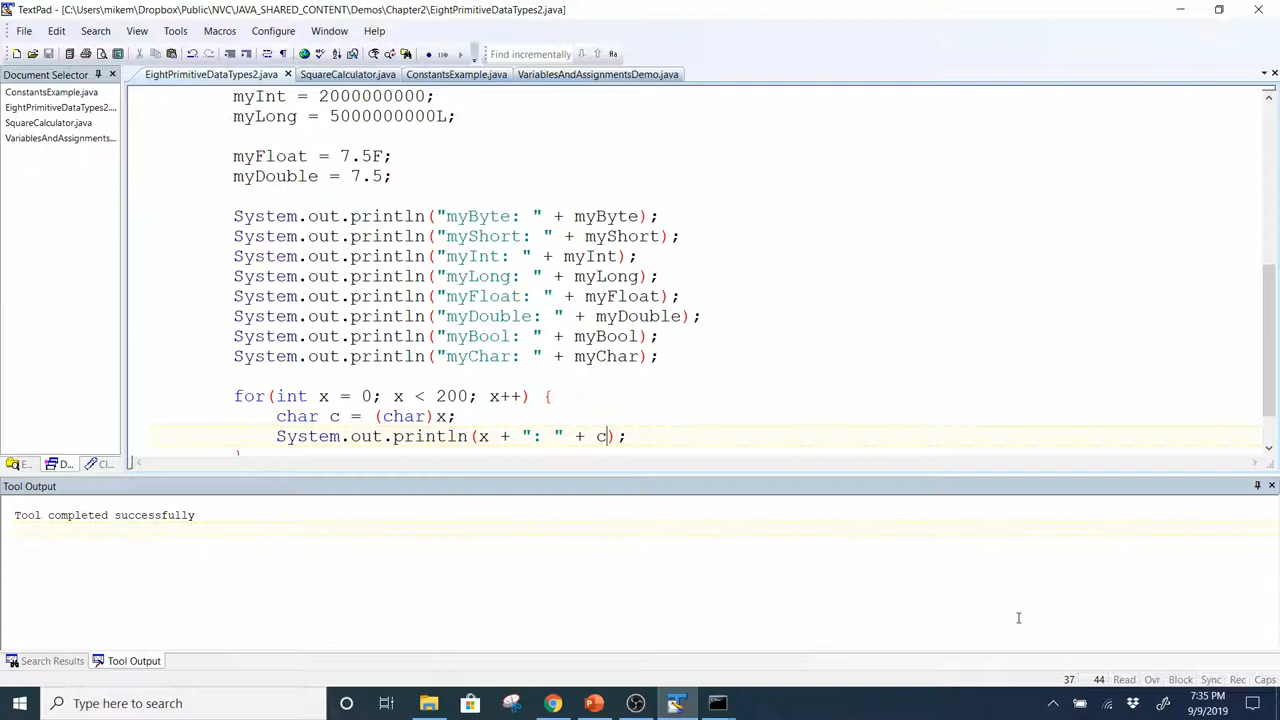 TextPad - [C:\Users\mikem\Dropbox\Public\NVC\JAVA_SHARED_CONTENT\Demos\Chapter2\EightPrimitiveDataTypes2.java]
File Edit Search View Tools Macros Configure Window Help
Find incrementally
Document Selector
EightPrimitiveDataTypes2.java SquareCalculator.java ConstantsExample.java VariablesAndAssignmentsDemo.java
ConstantsExample.java
EightPrimitiveDataTypes2....
SquareCalculator.java
VariablesAndAssignments...
myInt = 2000000000;
myLong = 5000000000L;
myFloat = 7.5F;
myDouble = 7.5;
System.out.println("myByte: " + myByte);
System.out.println("myShort: " + myShort);
System.out.println("myInt: " + myInt);
System.out.println("myLong: " + myLong);
System.out.println("myFloat: " + myFloat);
System.out.println("myDouble: " + myDouble);
System.out.println("myBool: " + myBool);
System.out.println("myChar: " + myChar);
for(int x = 0; x < 200; x++) {
char c = (char)x;
System.out.println(x + ": " + c);
E... D... Cl...
Tool Output
Tool completed successfully
Search Results Tool Output
37 44 Read Ovr Block Sync Rec Caps
Type here to search
7:35 PM
9/9/2019